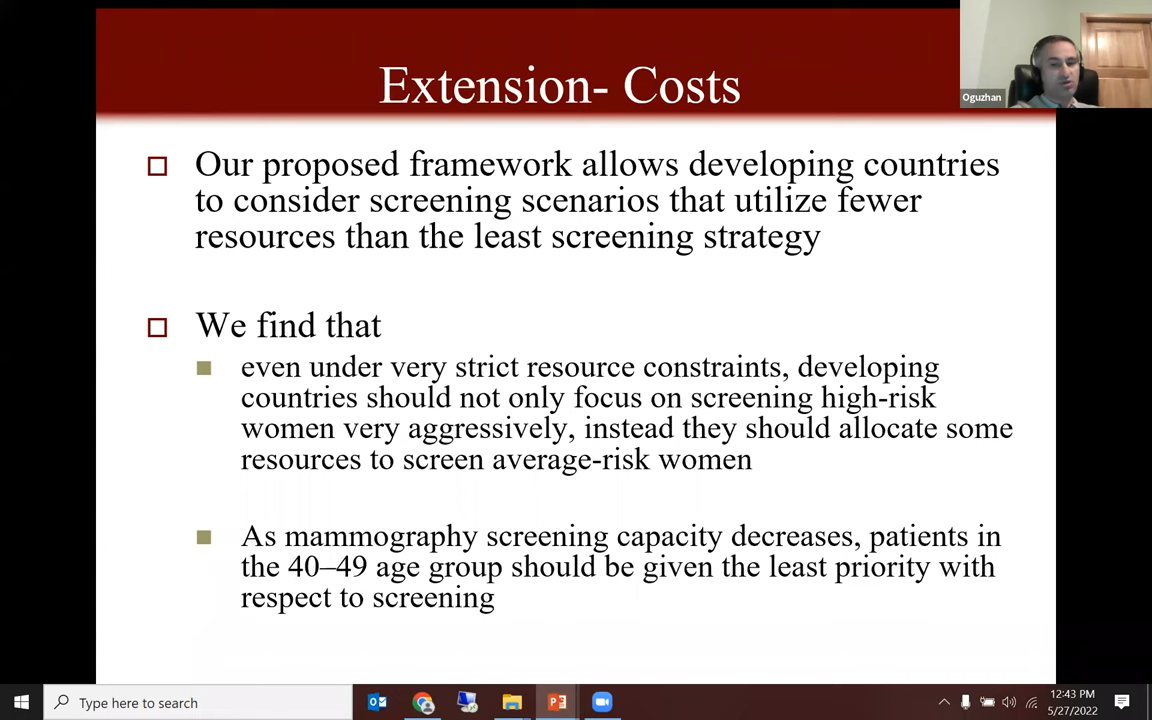 Extension- Costs
Oguzhan
Our proposed framework allows developing countries
to consider screening scenarios that utilize fewer
resources than the least screening strategy
We find that
even under very strict resource constraints, developing
countries should not only focus on screening high-risk
women very aggressively, instead they should allocate some
resources to screen average-risk women
As mammography screening capacity decreases, patients in
the 40–49 age group should be given the least priority with
respect to screening
Type here to search
12:43 PM
5/27/2022